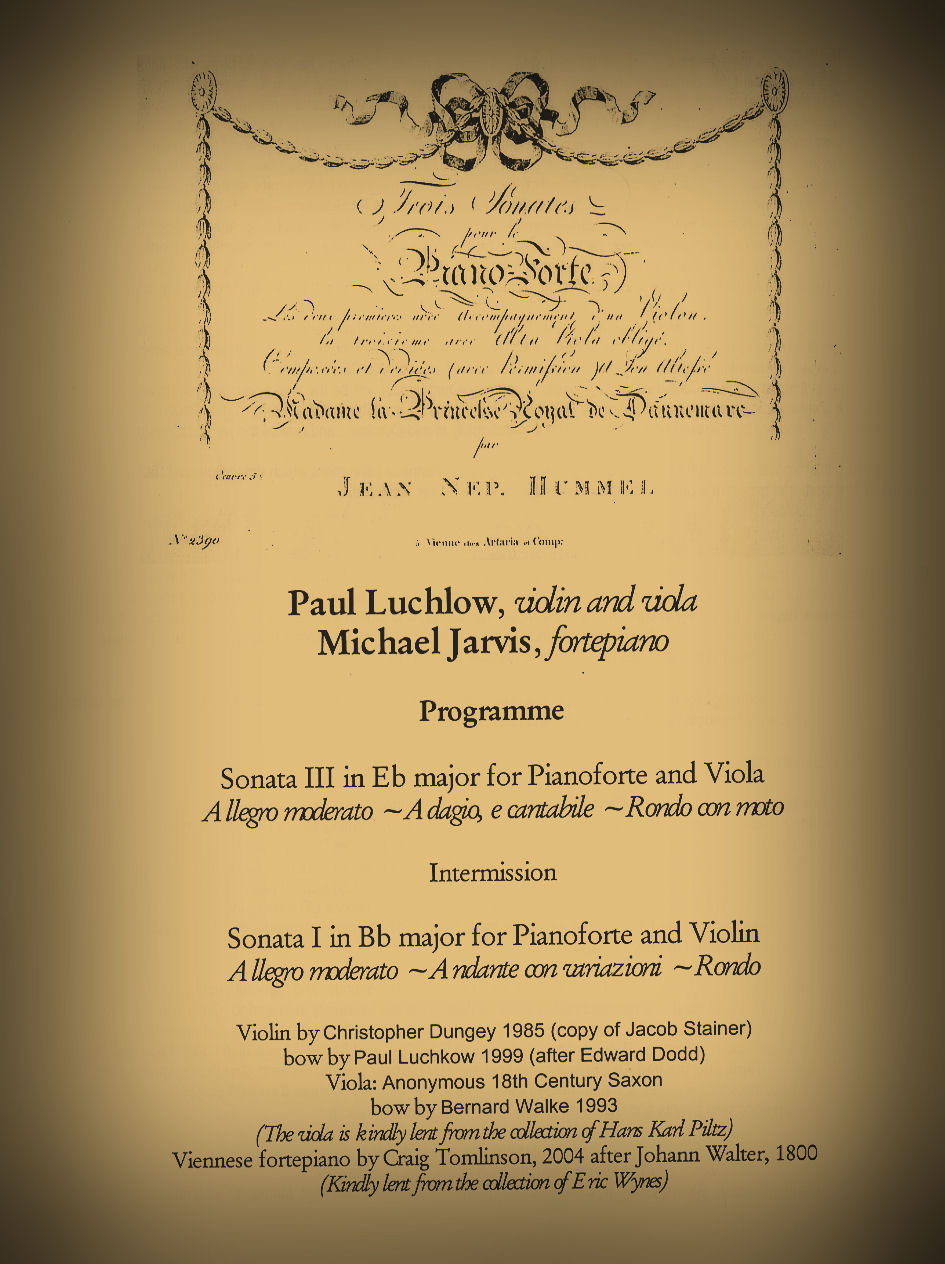 Trois Sonates
pour le
Piano-Forte
Les deux premieres avec Accompagnement d'un Violon.
la troisieme avec Alta Viola obligé.
Composées et dediées (avec Permission) A Son Altesse
Madame la Princesse Royal de Dannemarc
par
Oeuvre 5.
JEAN NEP. HUMMEL
No 2390
à Vienne chez Artaria et Comp:
Paul Luchlow, violin and viola
Michael Jarvis, fortepiano
Programme
Sonata III in Eb major for Pianoforte and Viola
Allegro moderato ~Adagio, e cantabile ~Rondo con moto
Intermission
Sonata I in Bb major for Pianoforte and Violin
Allegro moderato ~Andante con variazioni ~Rondo
Violin by Christopher Dungey 1985 (copy of Jacob Stainer)
bow by Paul Luchkow 1999 (after Edward Dodd)
Viola: Anonymous 18th Century Saxon
bow by Bernard Walke 1993
(The viola is kindly lent from the collection of Hans Karl Piltz)
Viennese fortepiano by Craig Tomlinson, 2004 after Johann Walter, 1800
(Kindly lent from the collection of Eric Wynes)